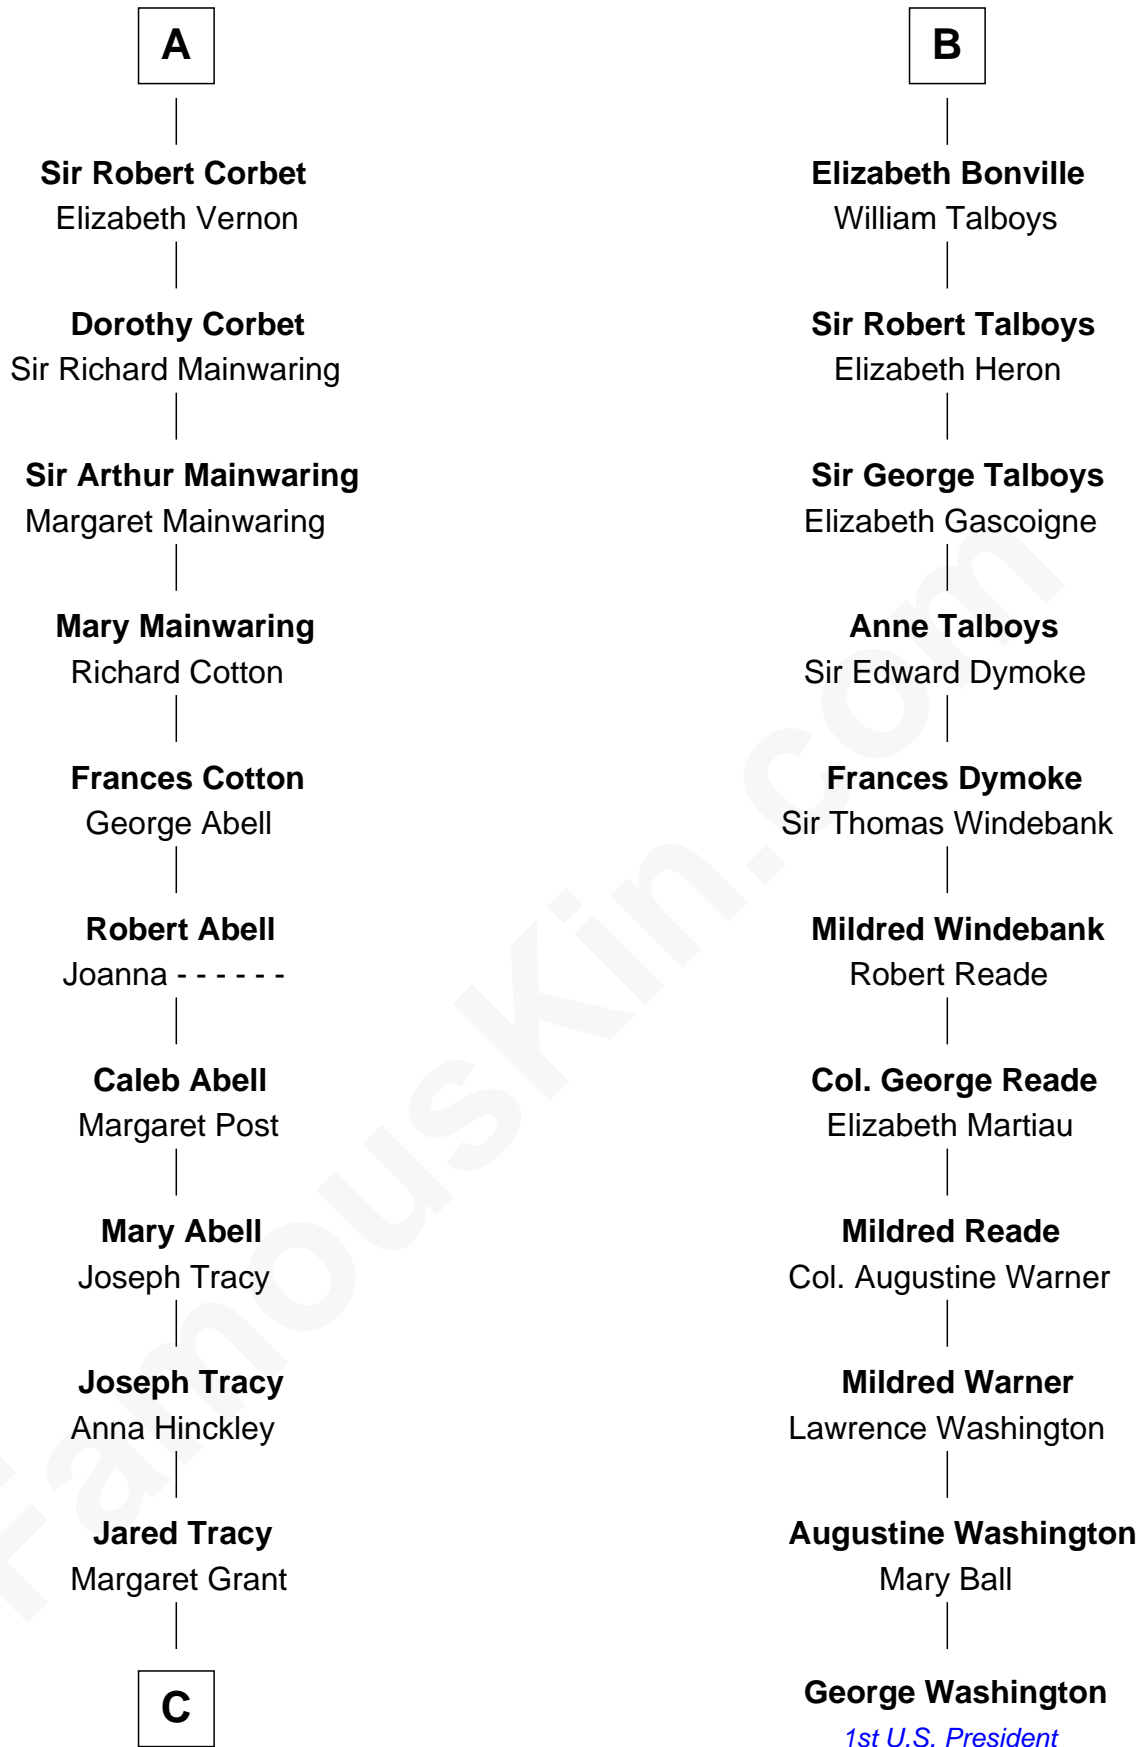 A
Sir Robert Corbet
Elizabeth Vernon
Dorothy Corbet
Sir Richard Mainwaring
Sir Arthur Mainwaring
Margaret Mainwaring
Mary Mainwaring
Richard Cotton
Frances Cotton
George Abell
Robert Abell
Joanna - - - - - -
Caleb Abell
Margaret Post
Mary Abell
Joseph Tracy
Joseph Tracy
Anna Hinckley
Jared Tracy
Margaret Grant
C
B
Elizabeth Bonville
William Talboys
Sir Robert Talboys
Elizabeth Heron
Sir George Talboys
Elizabeth Gascoigne
Anne Talboys
Sir Edward Dymoke
Frances Dymoke
Sir Thomas Windebank
Mildred Windebank
Robert Reade
Col. George Reade
Elizabeth Martiau
Mildred Reade
Col. Augustine Warner
Mildred Warner
Lawrence Washington
Augustine Washington
Mary Ball
George Washington
1st U.S. President
FamousKin.com